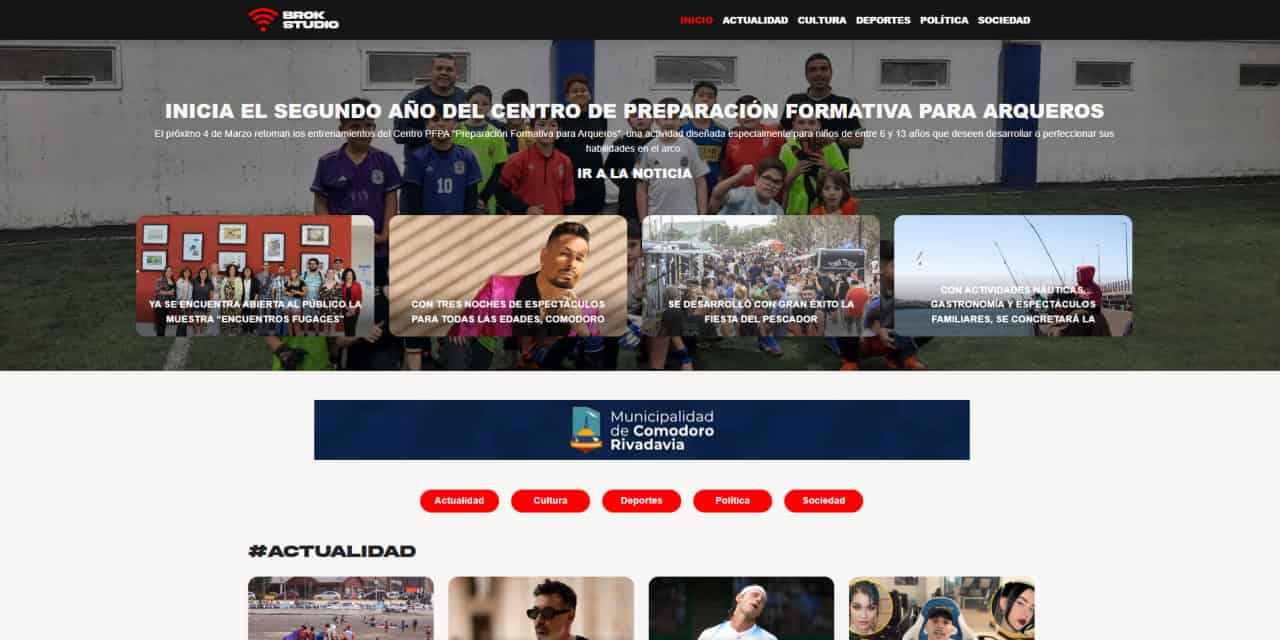 BROK
STUDIO
INICIO ACTUALIDAD CULTURA DEPORTES POLÍTICA SOCIEDAD
INICIA EL SEGUNDO AÑO DEL CENTRO DE PREPARACIÓN FORMATIVA PARA ARQUEROS
El próximo 4 de Marzo retoman los entrenamientos del Centro PFPA "Preparación Formativa para Arqueros", una actividad diseñada especialmente para niños de entre 6 y 13 años que deseen desarrollar o perfeccionar sus
habilidades en el arco.
IR A LA NOTICIA
10
YA SE ENCUENTRA ABIERTA AL PÚBLICO LA
MUESTRA "ENCUENTROS FUGACES"
CON TRES NOCHES DE ESPECTÁCULOS
PARA TODAS LAS EDADES, COMODORO
SE DESARROLLÓ CON GRAN ÉXITO LA
FIESTA DEL PESCADOR
CON ACTIVIDADES NÁUTICAS,
GASTRONOMÍA Y ESPECTÁCULOS
FAMILIARES, SE CONCRETARÁ LA
Municipalidad
de Comodoro
Rivadavia
Actualidad Cultura Deportes Política Sociedad
#ACTUALIDAD